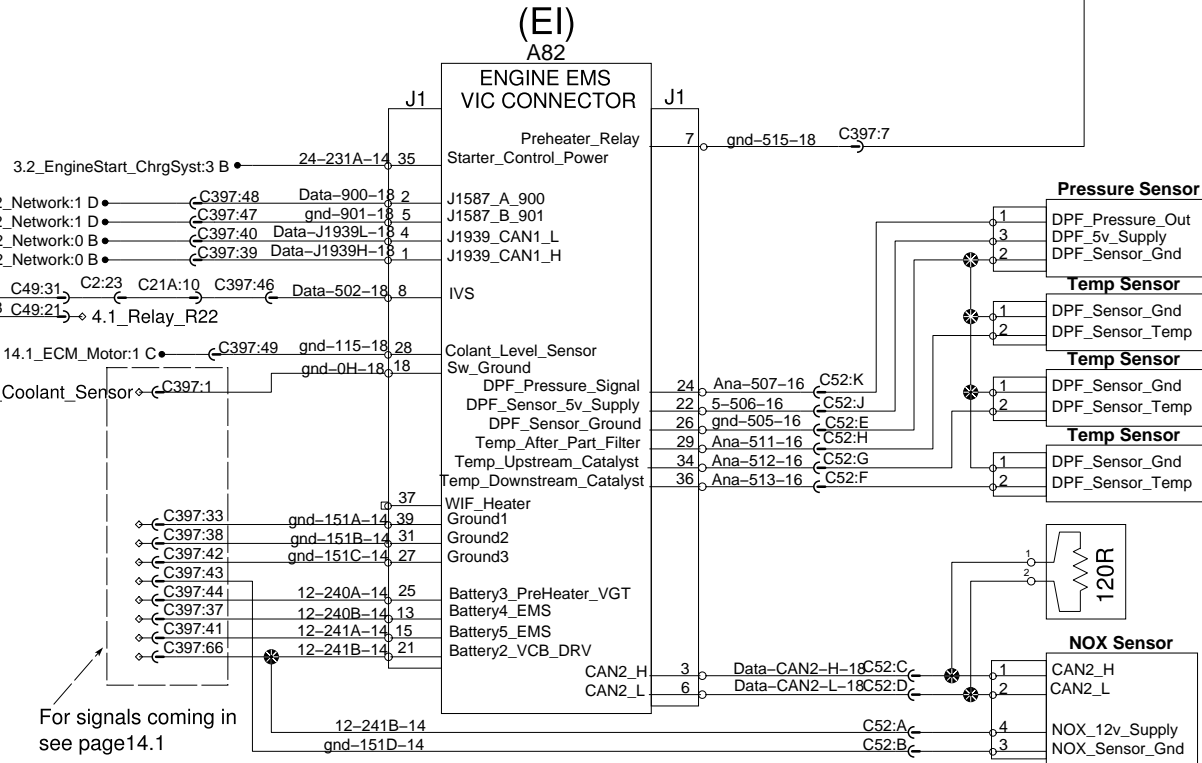 (EI)
A82
ENGINE EMS
VIC CONNECTOR
J1
J1
Preheater_Relay 7 gnd-515-18 C397:7
3.2_EngineStart_ChrgSyst:3 B 24-231A-14 35 Starter_Control_Power
2_Network:1 D C397:48 Data-900-18 2 J1587_A_900
2_Network:1 D C397:47 gnd-901-18 5 J1587_B_901
2_Network:0 B C397:40 Data-J1939L-18 4 J1939_CAN1_L
2_Network:0 B C397:39 Data-J1939H-18 1 J1939_CAN1_H
C49:31 C2:23 C21A:10 C397:46 Data-502-18 8 IVS
C49:21 4.1_Relay_R22
14.1_ECM_Motor:1 C C397:49 gnd-115-18 28 Colant_Level_Sensor
_Coolant_Sensor C397:1 gnd-0H-18 18 Sw_Ground
DPF_Pressure_Signal 24 Ana-507-16 C52:K
DPF_Sensor_5v_Supply 22 5-506-16 C52:J
DPF_Sensor_Ground 26 gnd-505-16 C52:E
Temp_After_Part_Filter 29 Ana-511-16 C52:H
Temp_Upstream_Catalyst 34 Ana-512-16 C52:G
Temp_Downstream_Catalyst 36 Ana-513-16 C52:F
37 WIF_Heater
C397:33 gnd-151A-14 39 Ground1
C397:38 gnd-151B-14 31 Ground2
C397:42 gnd-151C-14 27 Ground3
C397:43
C397:44 12-240A-14 25 Battery3_PreHeater_VGT
C397:37 12-240B-14 13 Battery4_EMS
C397:41 12-241A-14 15 Battery5_EMS
C397:66 12-241B-14 21 Battery2_VCB_DRV
CAN2_H 3 Data-CAN2-H-18 C52:C
CAN2_L 6 Data-CAN2-L-18 C52:D
12-241B-14 C52:A
gnd-151D-14 C52:B
For signals coming in
see page14.1
Pressure Sensor
1 DPF_Pressure_Out
3 DPF_5v_Supply
2 DPF_Sensor_Gnd
Temp Sensor
1 DPF_Sensor_Gnd
2 DPF_Sensor_Temp
Temp Sensor
1 DPF_Sensor_Gnd
2 DPF_Sensor_Temp
Temp Sensor
1 DPF_Sensor_Gnd
2 DPF_Sensor_Temp
1
2
120R
NOX Sensor
1 CAN2_H
2 CAN2_L
4 NOX_12v_Supply
3 NOX_Sensor_Gnd